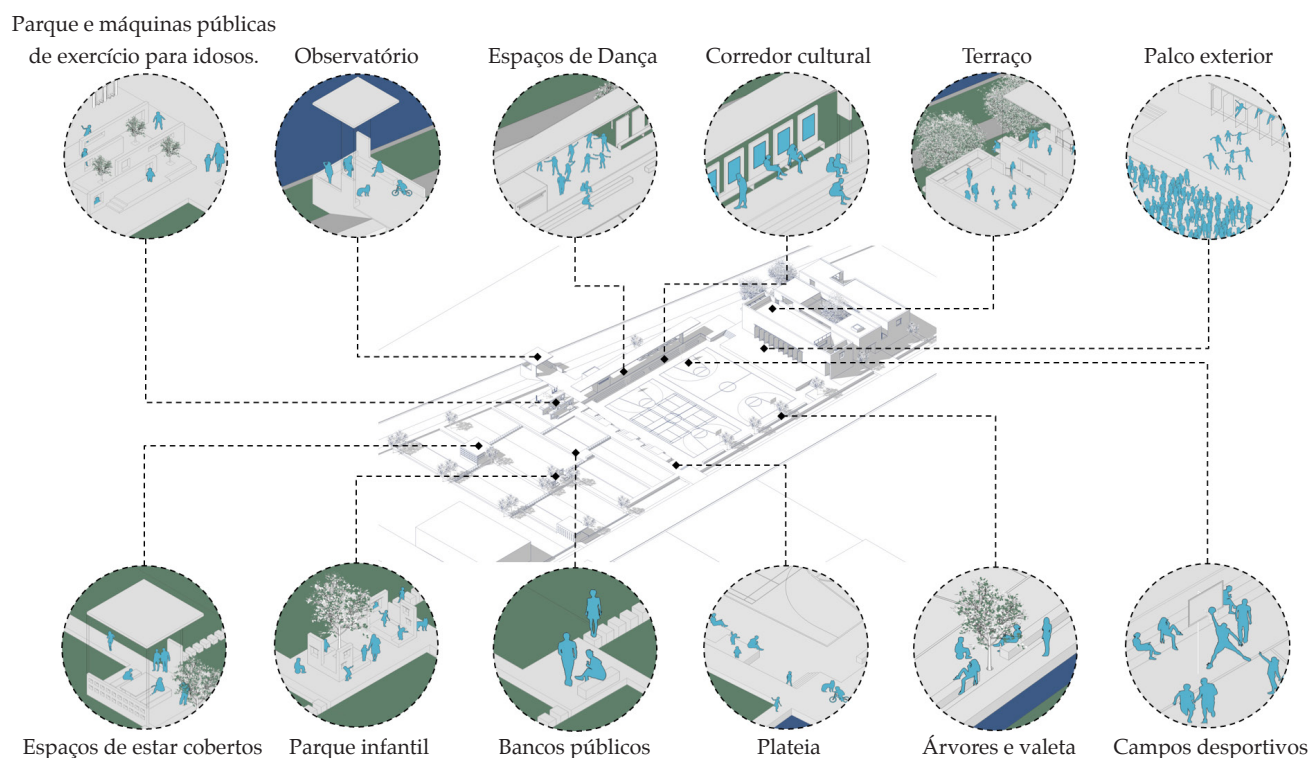 Parque e máquinas públicas
de exercício para idosos.
Observatório
Espaços de Dança
Corredor cultural
Terraço
Palco exterior
Espaços de estar cobertos
Parque infantil
Bancos públicos
Plateia
Árvores e valeta
Campos desportivos